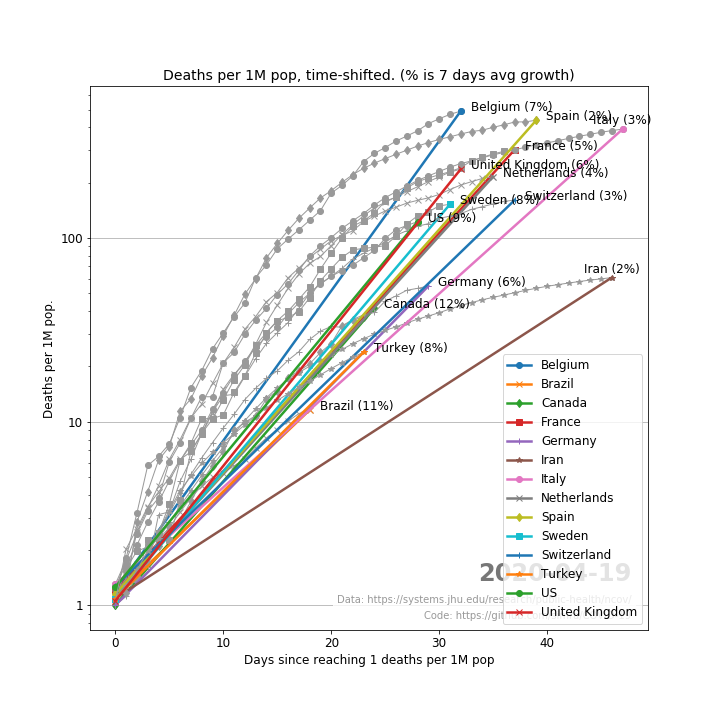 Deaths per 1M pop, time-shifted. (% is 7 days avg growth)
Belgium (7%)
Spain (2%)
Italy (3%)
France (5%)
United Kingdom (6%)
Netherlands (4%)
Switzerland (3%)
Sweden (8%)
US (9%)
Iran (2%)
Germany (6%)
Canada (12%)
Turkey (8%)
Brazil (11%)
Deaths per 1M pop.
100
10
1
Belgium
Brazil
Canada
France
Germany
Iran
Italy
Netherlands
Spain
Sweden
Switzerland
Turkey
US
United Kingdom
2020-04-19
Data: https://systems.jhu.edu/
Code: https://
0
10
20
30
40
Days since reaching 1 deaths per 1M pop